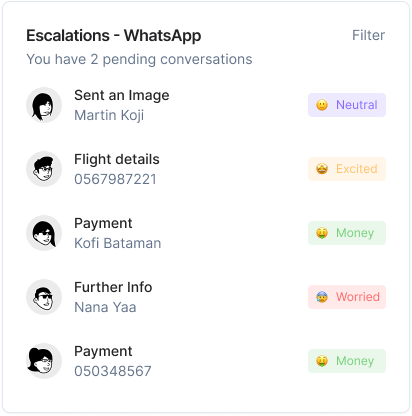 Escalations - WhatsApp
Filter
You have 2 pending conversations
Sent an Image
Martin Koji
Neutral
Flight details
0567987221
Excited
Payment
Kofi Bataman
Money
Further Info
Nana Yaa
Worried
Payment
050348567
Money